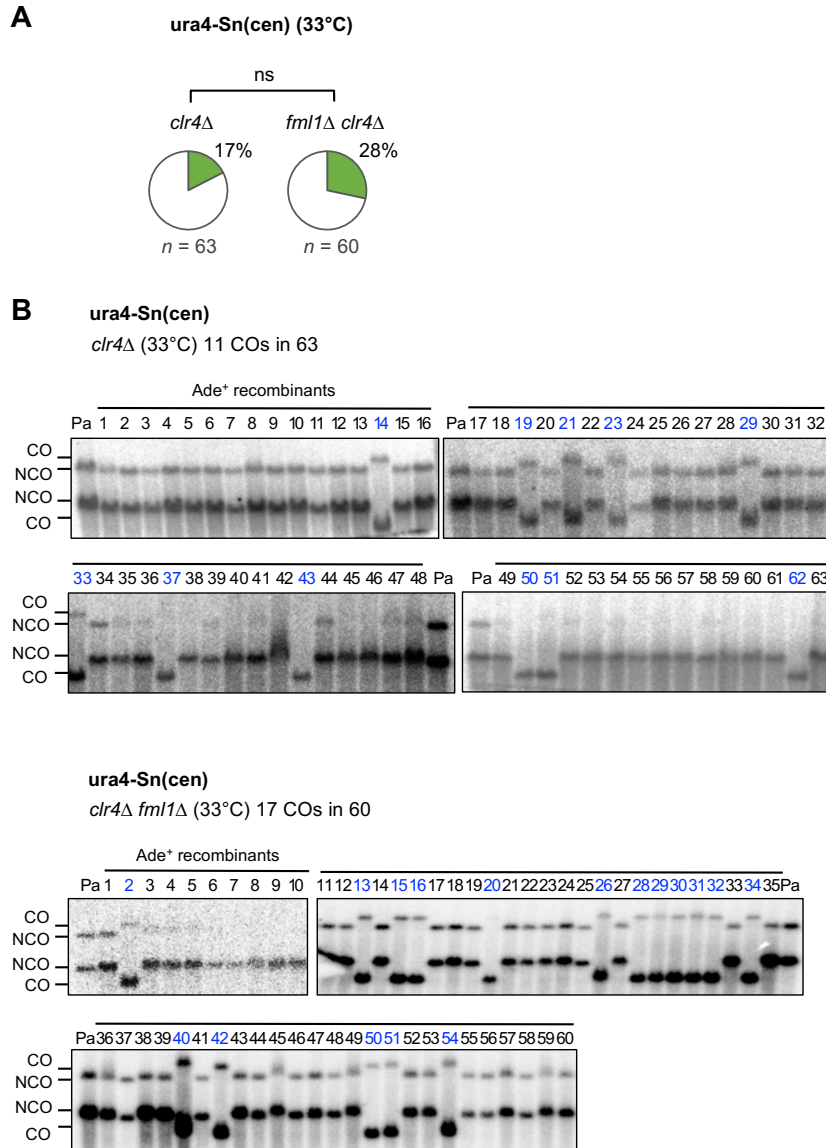 A
ura4-Sn(cen) (33°C)
ns
clr4Δ
fml1Δ clr4Δ
17%
28%
n = 63
n = 60
B
ura4-Sn(cen)
clr4Δ (33°C) 11 COs in 63
Ade+ recombinants
Pa 1 2 3 4 5 6 7 8 9 10 11 12 13 14 15 16
Pa 17 18 19 20 21 22 23 24 25 26 27 28 29 30 31 32
CO
NCO
NCO
CO
33 34 35 36 37 38 39 40 41 42 43 44 45 46 47 48 Pa
Pa 49 50 51 52 53 54 55 56 57 58 59 60 61 62 63
CO
NCO
NCO
CO
ura4-Sn(cen)
clr4Δ fml1Δ (33°C) 17 COs in 60
Ade+ recombinants
Pa 1 2 3 4 5 6 7 8 9 10
11 12 13 14 15 16 17 18 19 20 21 22 23 24 25 26 27 28 29 30 31 32 33 34 35 Pa
CO
NCO
NCO
CO
Pa 36 37 38 39 40 41 42 43 44 45 46 47 48 49 50 51 52 53 54 55 56 57 58 59 60
CO
NCO
NCO
CO